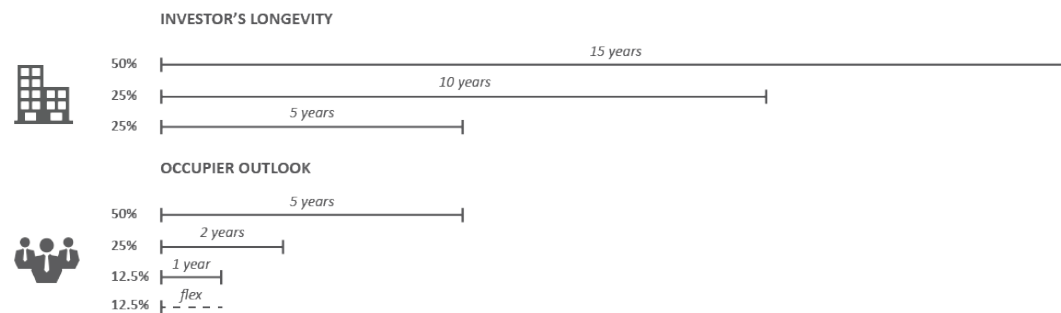 INVESTOR'S LONGEVITY
15 years
50%
10 years
25%
5 years
25%
OCCUPIER OUTLOOK
5 years
50%
2 years
25%
1 year
12.5%
flex
12.5%